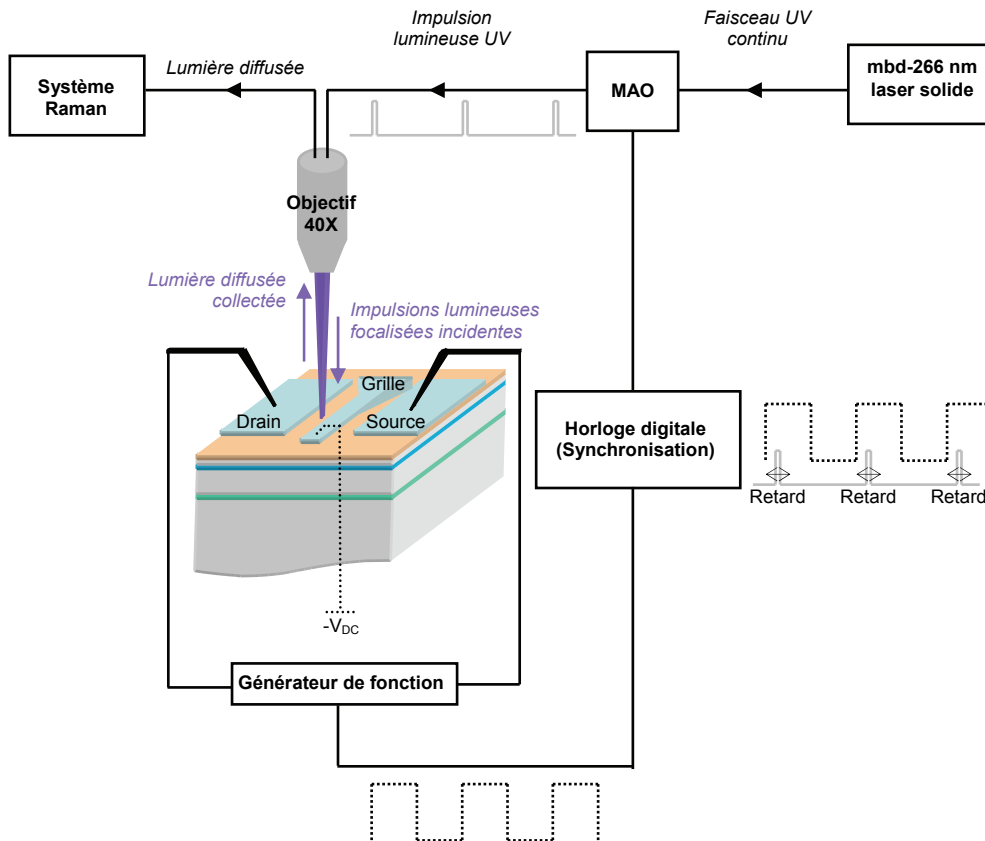 Impulsion
lumineuse UV
Faisceau UV
continu
Lumière diffusée
Système
Raman
MAO
mbd-266 nm
laser solide
Objectif
40X
Lumière diffusée
collectée
Impulsions lumineuses
focalisées incidentes
Grille
Drain
Source
Horloge digitale
(Synchronisation)
Retard
Retard
Retard
-VDC
Générateur de fonction